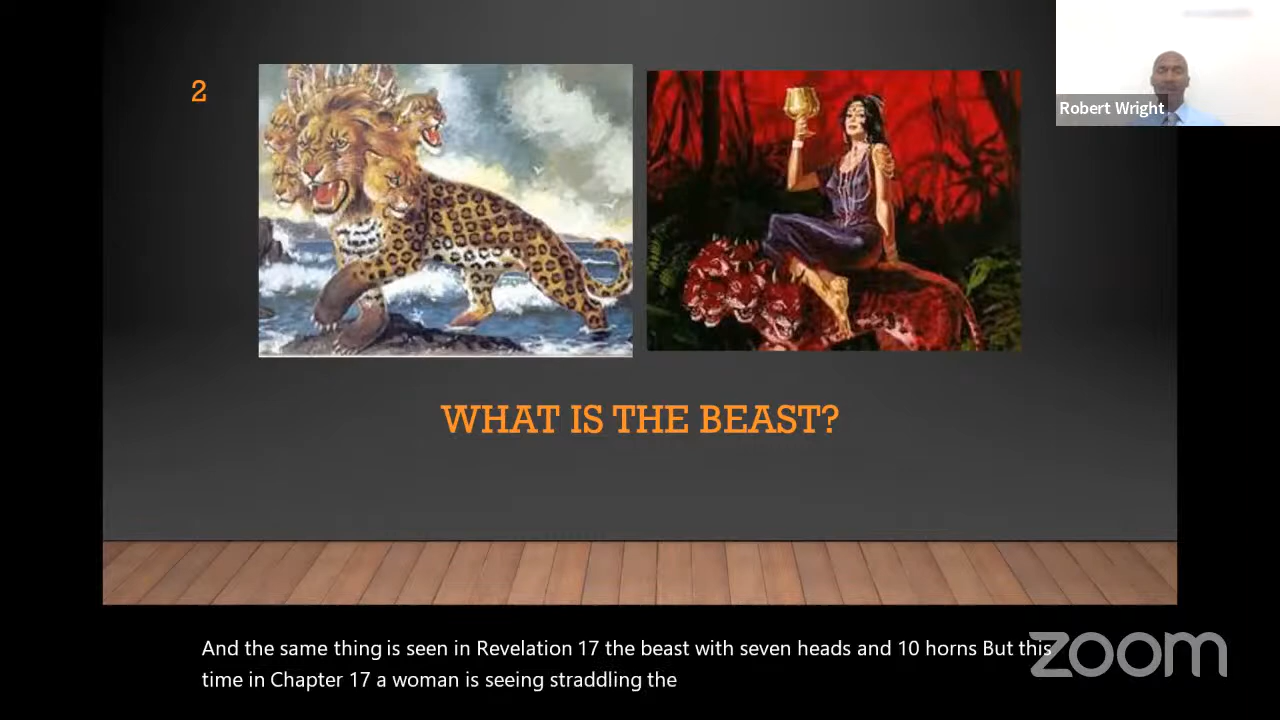 2
Robert Wright
WHAT IS THE BEAST?
And the same thing is seen in Revelation 17 the beast with seven heads and 10 horns But this
time in Chapter 17 a woman is seeing straddling the
zoom